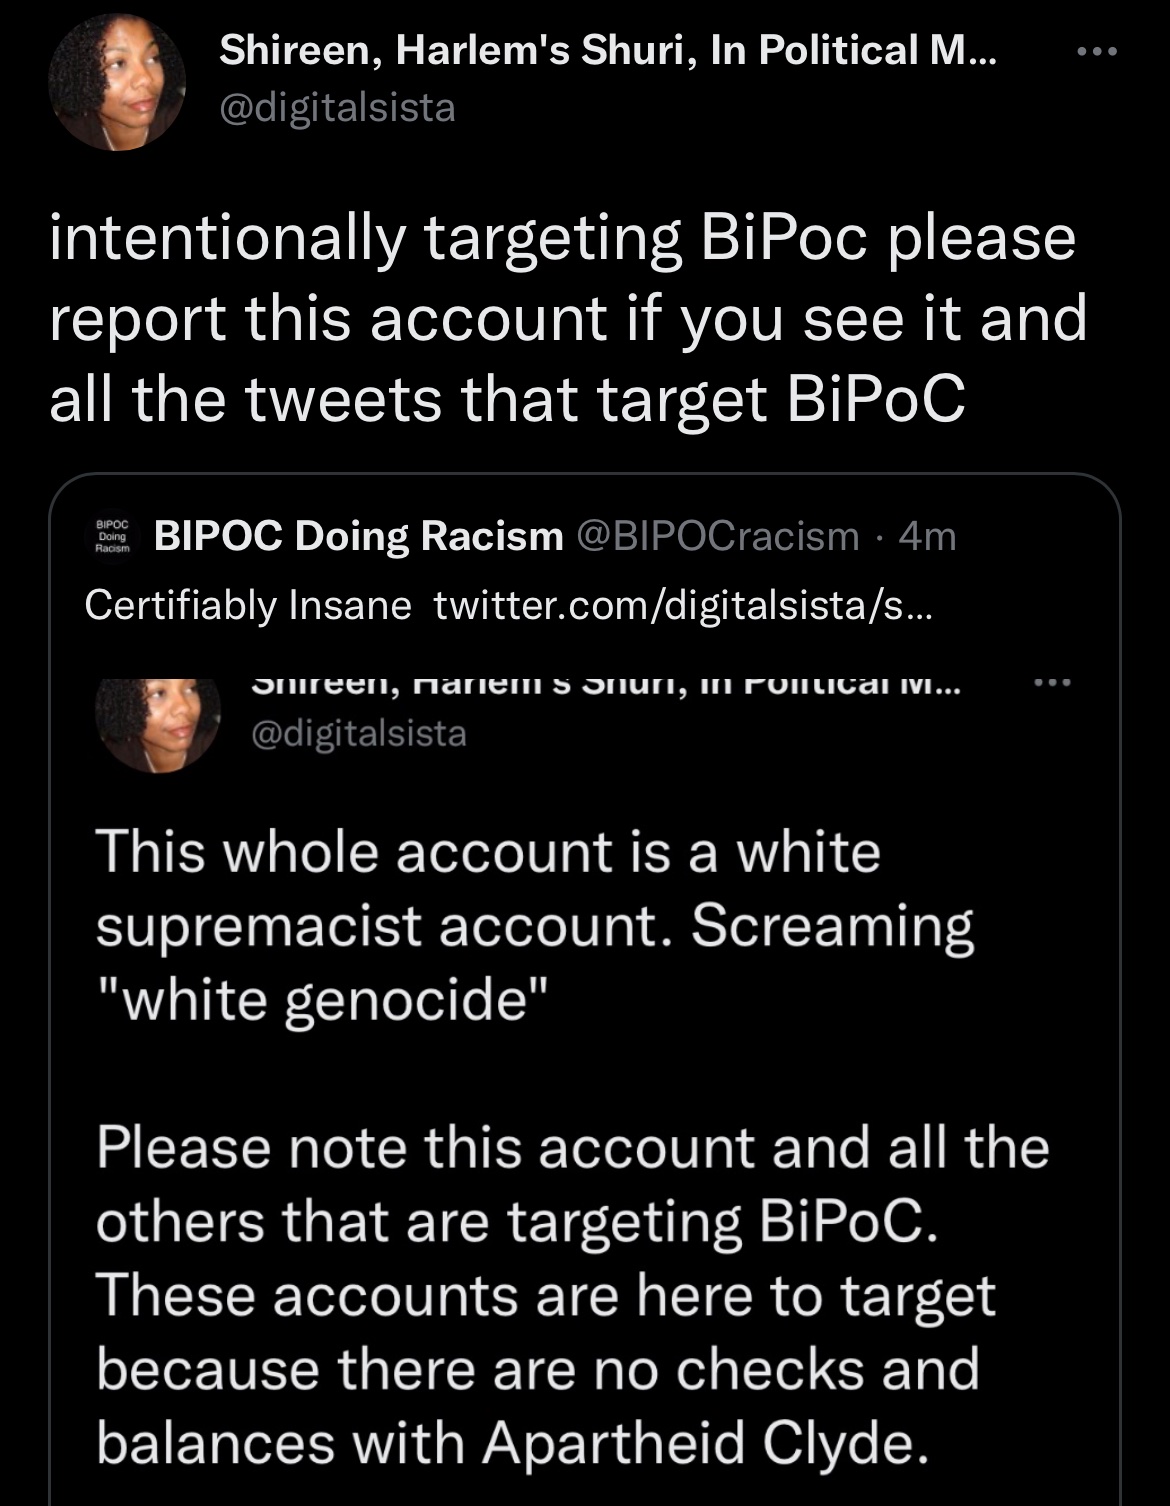 Shireen, Harlem's Shuri, In Political M...
@digitalsista
intentionally targeting BiPoc please
report this account if you see it and
all the tweets that target BiPoC
BIPOC
Doing
Racism
BIPOC Doing Racism @BIPOCracism · 4m
Certifiably Insane twitter.com/digitalsista/s...
Shireen, Harlem's Shuri, In Political M...
@digitalsista
This whole account is a white
supremacist account. Screaming
"white genocide"
Please note this account and all the
others that are targeting BiPoC.
These accounts are here to target
because there are no checks and
balances with Apartheid Clyde.